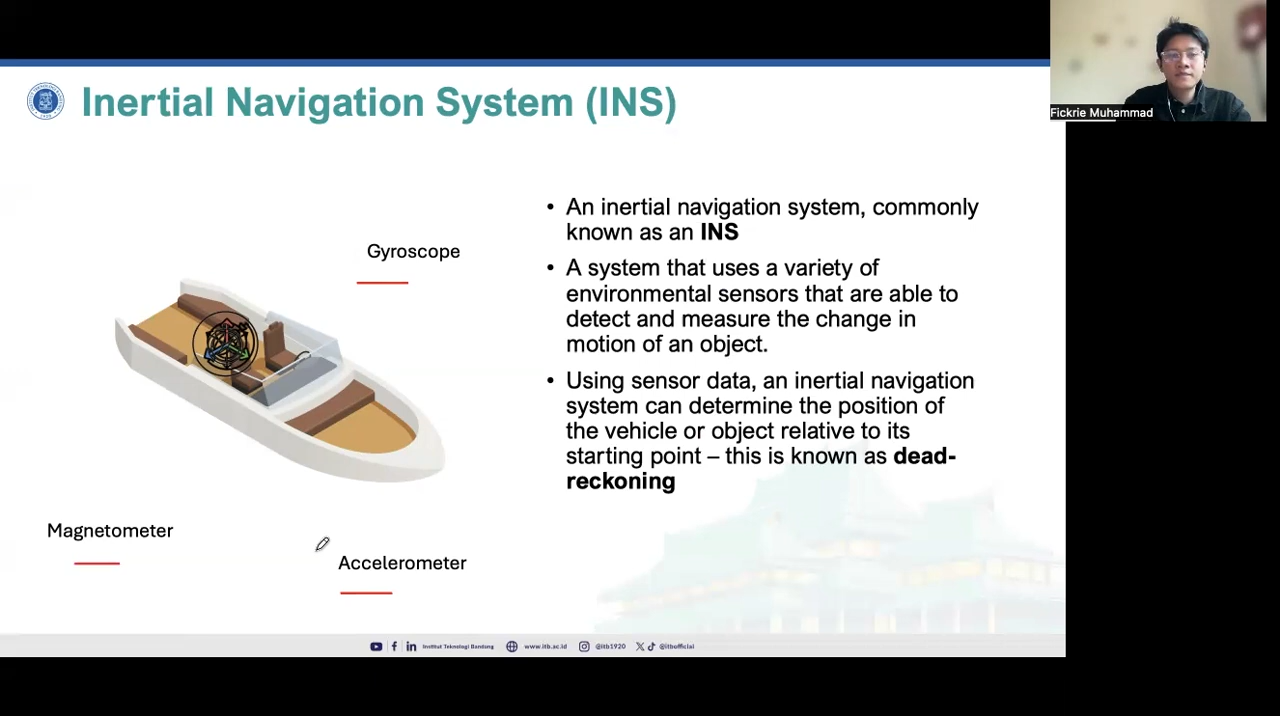 Inertial Navigation System (INS)
Fickrie Muhammad
Gyroscope
Magnetometer
Accelerometer
• An inertial navigation system, commonly
known as an INS
• A system that uses a variety of
environmental sensors that are able to
detect and measure the change in
motion of an object.
• Using sensor data, an inertial navigation
system can determine the position of
the vehicle or object relative to its
starting point – this is known as dead-
reckoning
Institut Teknologi Bandung www.itb.ac.id @itb1920 @itbofficial